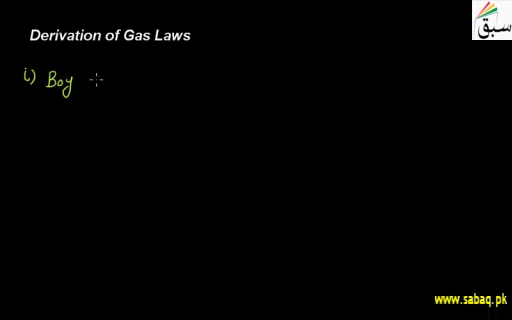 Derivation of Gas Laws
سبق
i) Boy
www.sabaq.pk